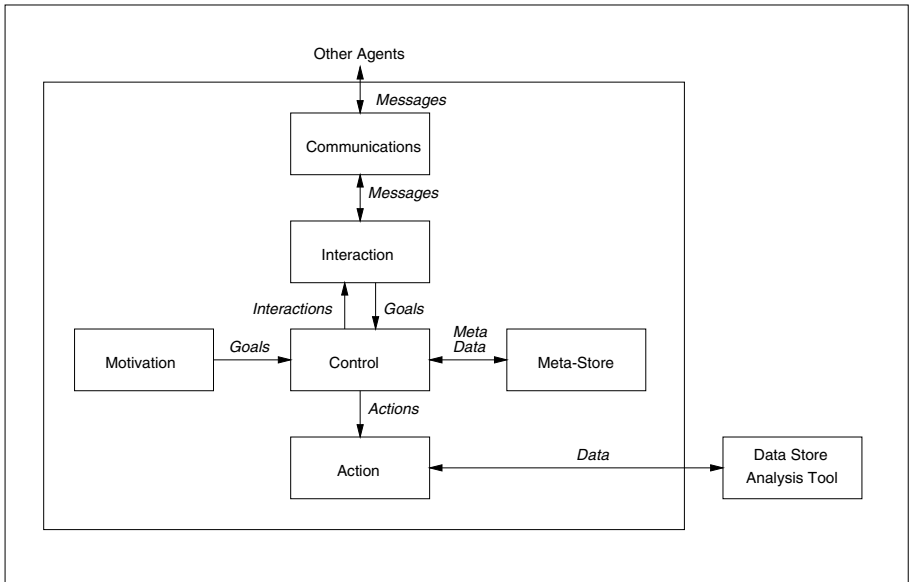 Other Agents
Messages
Communications
Messages
Interaction
Interactions
Goals
Motivation
Goals
Control
Meta
Data
Meta-Store
Actions
Action
Data
Data Store
Analysis Tool